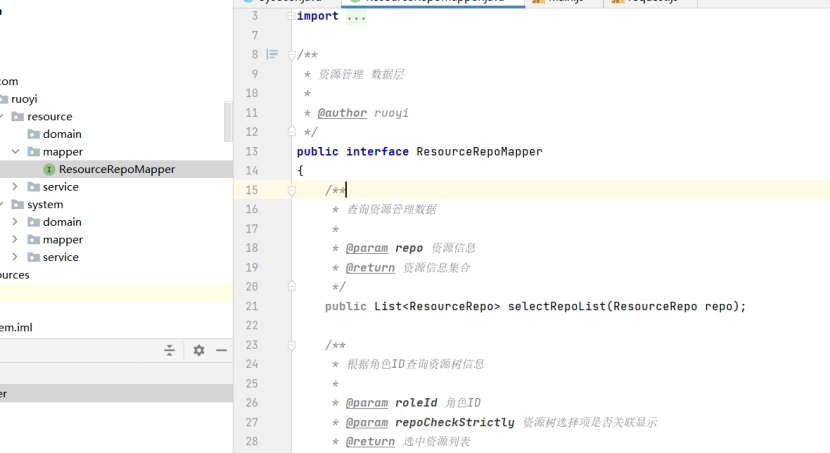 com
ruoyi
resource
domain
mapper
ResourceRepoMapper
service
system
domain
mapper
service
3 import ...
7
8 /**
9 * 资源管理 数据层
10 *
11 * @author ruoyi
12 */
13 public interface ResourceRepoMapper
14 {
15 /**
16 * 查询资源管理数据
17 *
18 * @param repo 资源信息
19 * @return 资源信息集合
20 */
21 public List<ResourceRepo> selectRepoList(ResourceRepo repo);
22
23 /**
24 * 根据角色ID查询资源树信息
25 *
26 * @param roleId 角色ID
27 * @param repoCheckStrictly 资源树选择项是否关联显示
28 * @return 选中资源列表